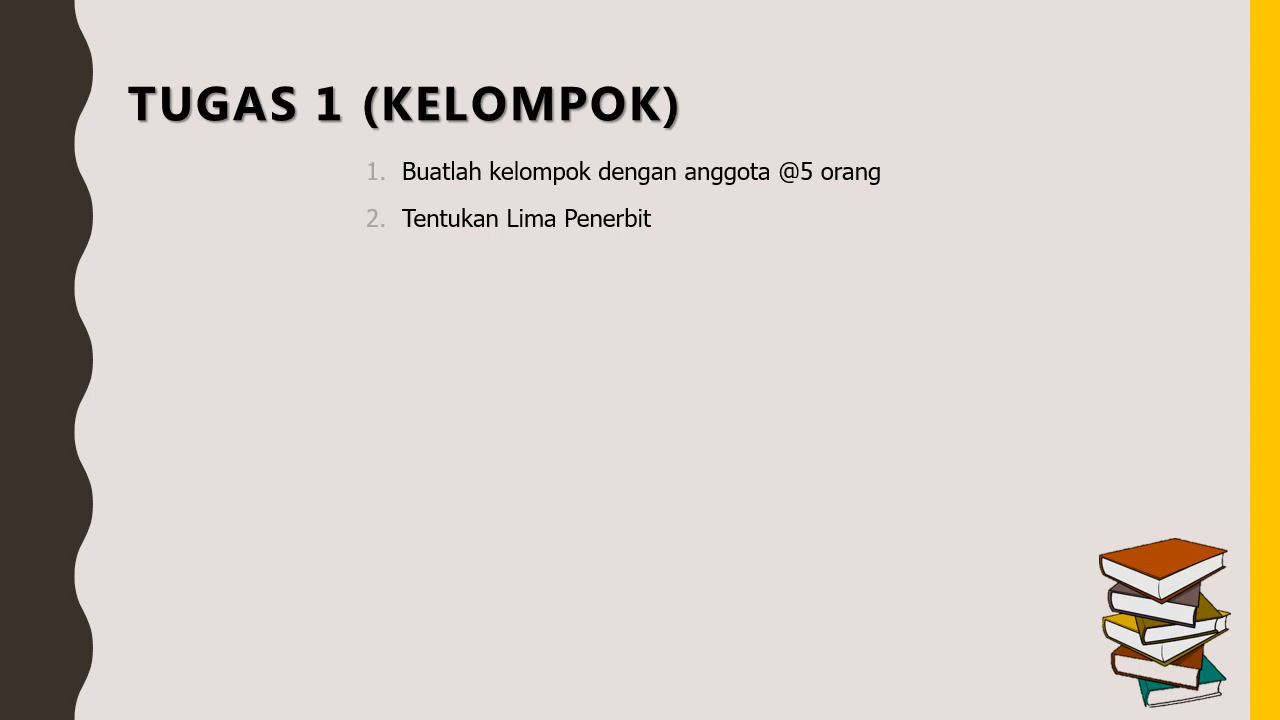 TUGAS 1 (KELOMPOK)
1. Buatlah kelompok dengan anggota @5 orang
2. Tentukan Lima Penerbit